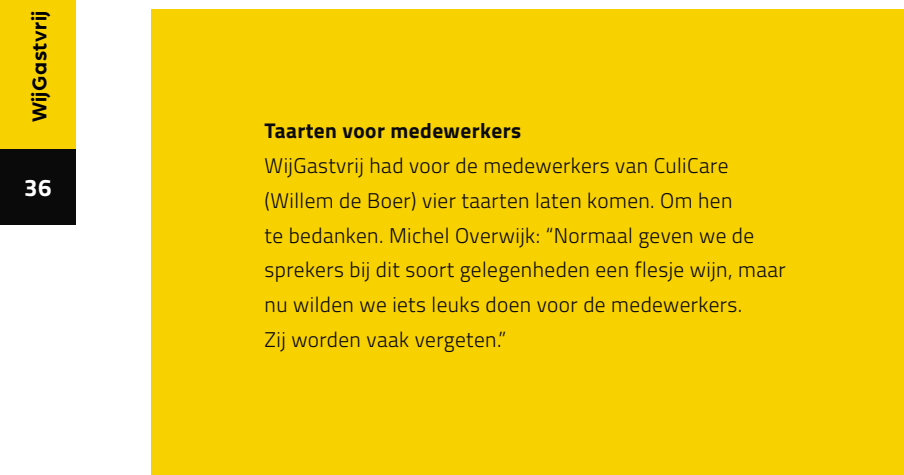 WijGastvrij
36
Taarten voor medewerkers
WijGastvrij had voor de medewerkers van CuliCare
(Willem de Boer) vier taarten laten komen. Om hen
te bedanken. Michel Overwijk: “Normaal geven we de
sprekers bij dit soort gelegenheden een flesje wijn, maar
nu wilden we iets leuks doen voor de medewerkers.
Zij worden vaak vergeten.”